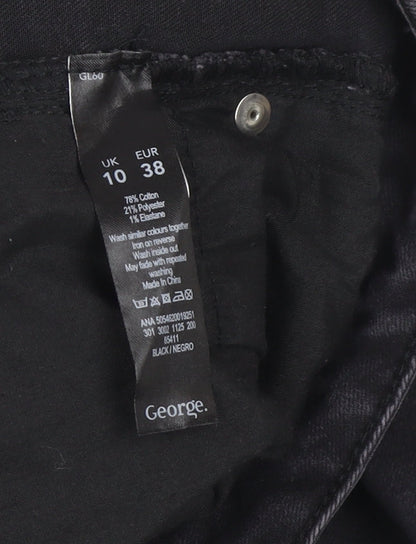 GL60
UK EUR
10 38
78% Cotton
21% Polyester
1% Elastane
Wash similar colours together
Iron on reverse
Wash inside out
May fade with repeated
washing
Made in China
ANA 5054620019251
301 3002 1125 200
85411
BLACK/NEGRO
George.